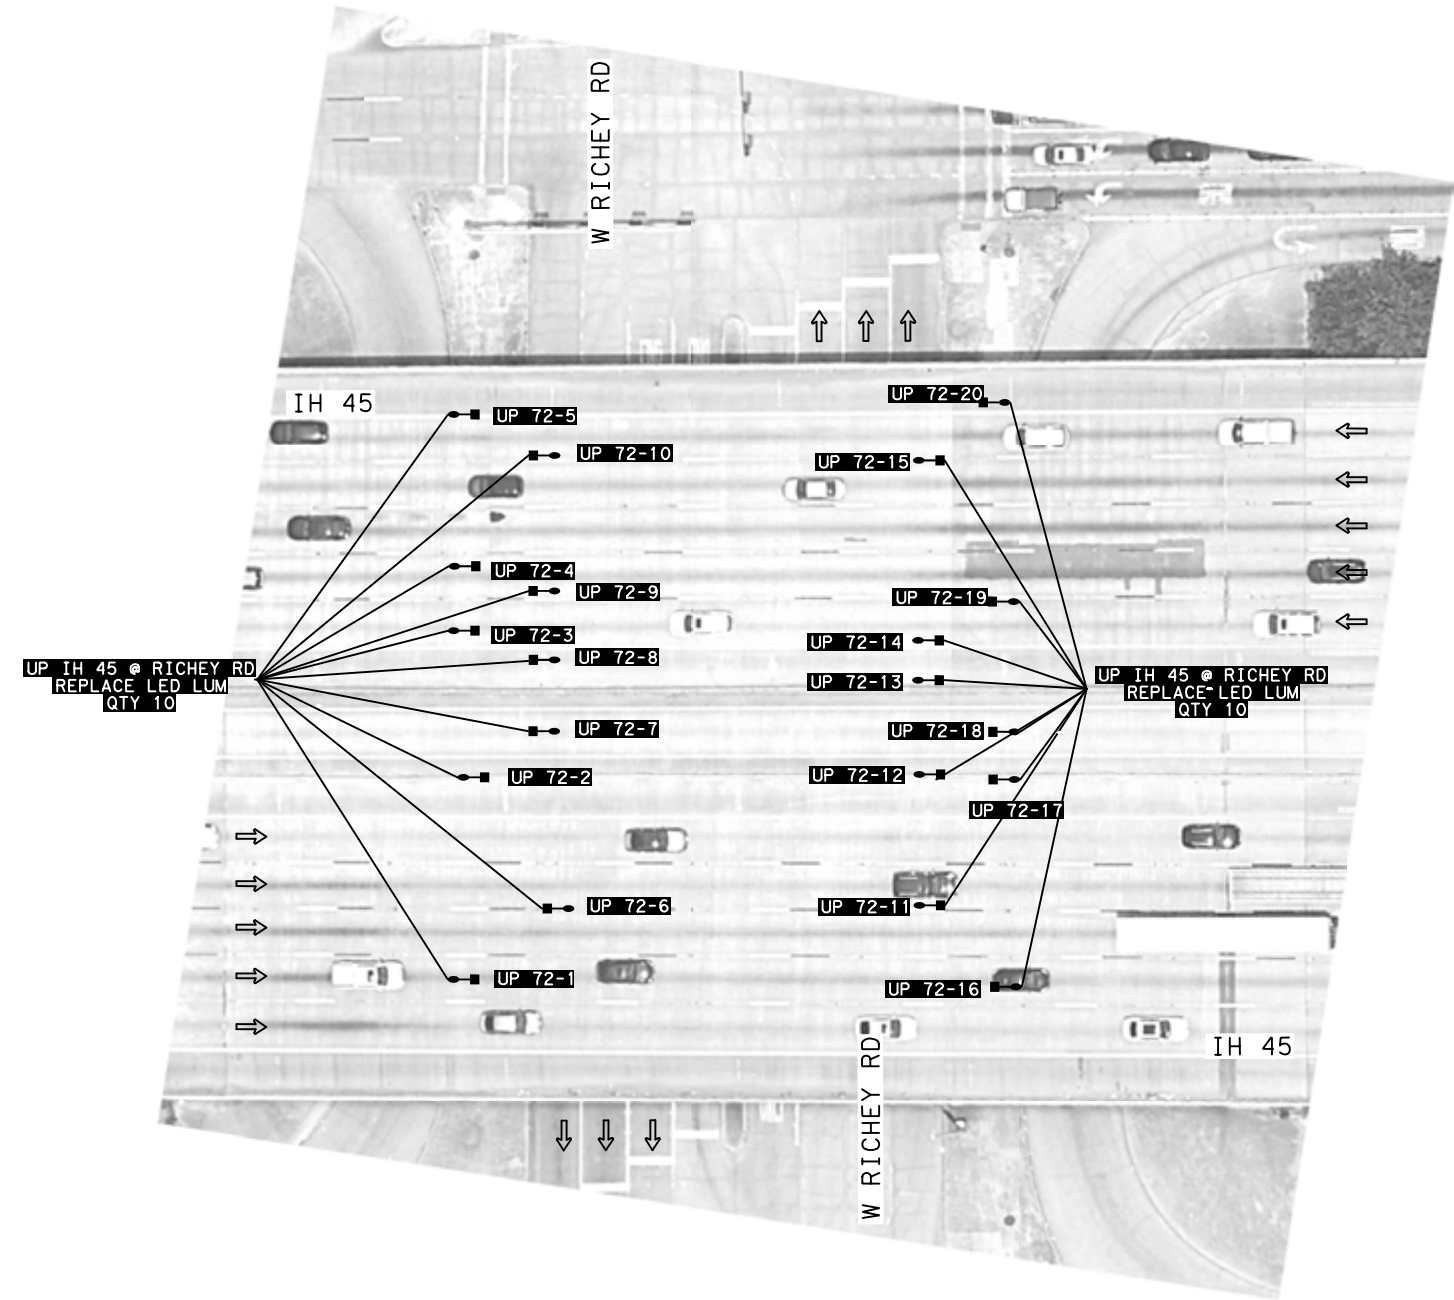 W RICHEY RD
IH 45
UP 72-20
UP 72-5
UP 72-10
UP 72-15
UP 72-4
UP 72-9
UP 72-19
UP 72-3
UP 72-14
UP 72-8
UP IH 45 @ RICHEY RD
REPLACE LED LUM
QTY 10
UP 72-13
UP IH 45 @ RICHEY RD
REPLACE LED LUM
QTY 10
UP 72-7
UP 72-18
UP 72-2
UP 72-12
UP 72-17
UP 72-6
UP 72-11
UP 72-1
UP 72-16
IH 45
W RICHEY RD